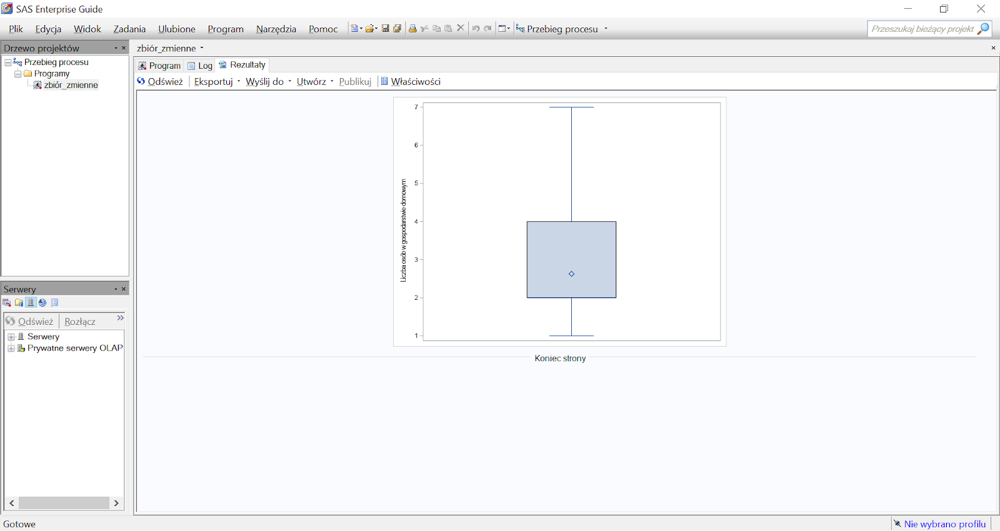 SAS Enterprise Guide
Plik Edycja Widok Zadania Ulubione Program Narzędzia Pomoc Przebieg procesu Przeszukaj bieżący projekt
Drzewo projektów
Przebieg procesu
Programy
zbiór_zmienne
zbiór_zmienne
Program Log Rezultaty
Odśwież Eksportuj Wyślij do Utwórz Publikuj Właściwości
7
6
5
4
3
2
1
Liczba osób w gospodarstwie domowym
Koniec strony
Serwery
Odśwież Rozłącz
Serwery
Prywatne serwery OLAP
Gotowe
Nie wybrano profilu